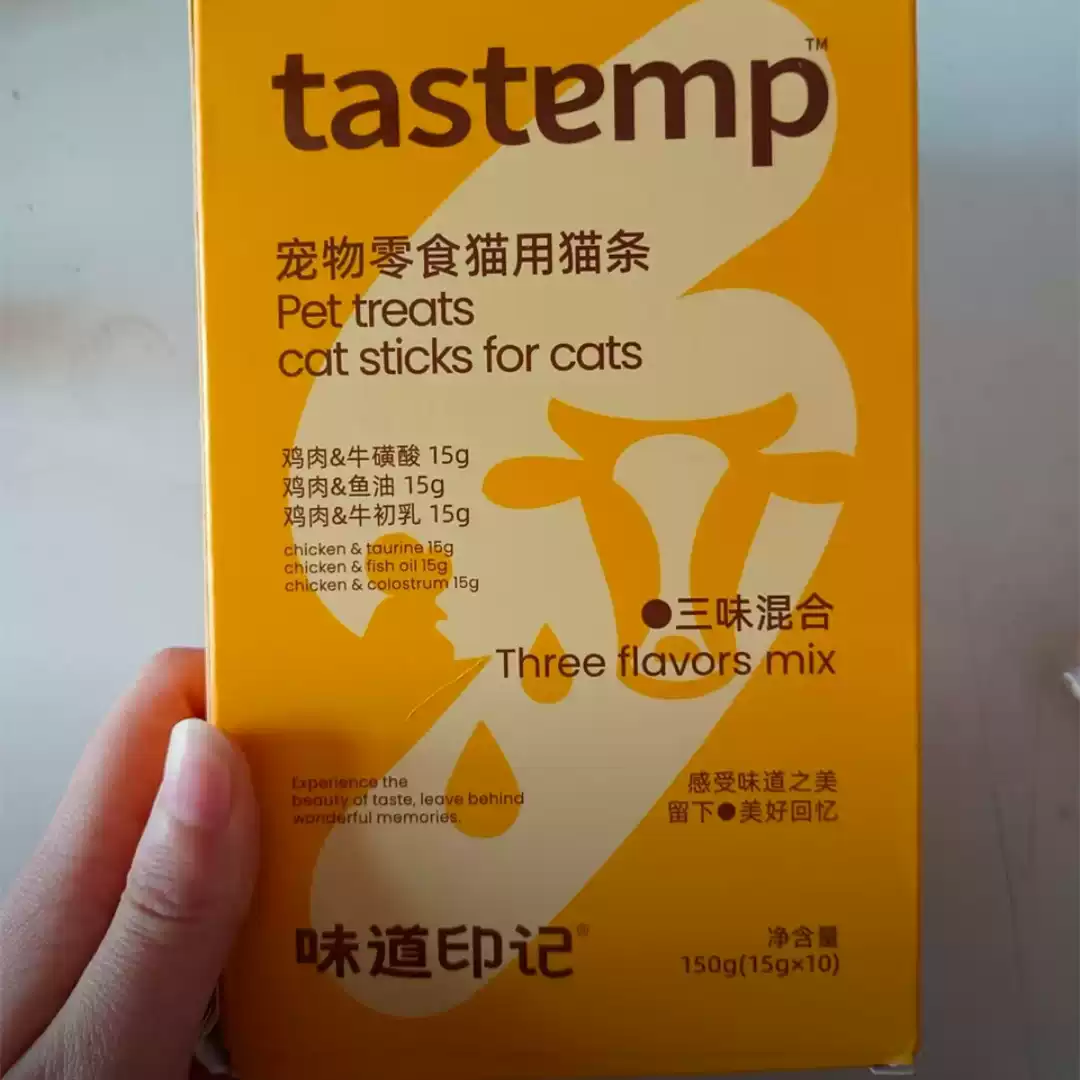 tastemp™
宠物零食猫用猫条
Pet treats
cat sticks for cats
鸡肉&牛磺酸 15g
鸡肉&鱼油 15g
鸡肉&牛初乳 15g
chicken & taurine 15g
chicken & fish oil 15g
chicken & colostrum 15g
●三味混合
Three flavors mix
Experience the
beauty of taste, leave behind
wonderful memories.
感受味道之美
留下●美好回忆
味道印记®
净含量
150g(15g×10)